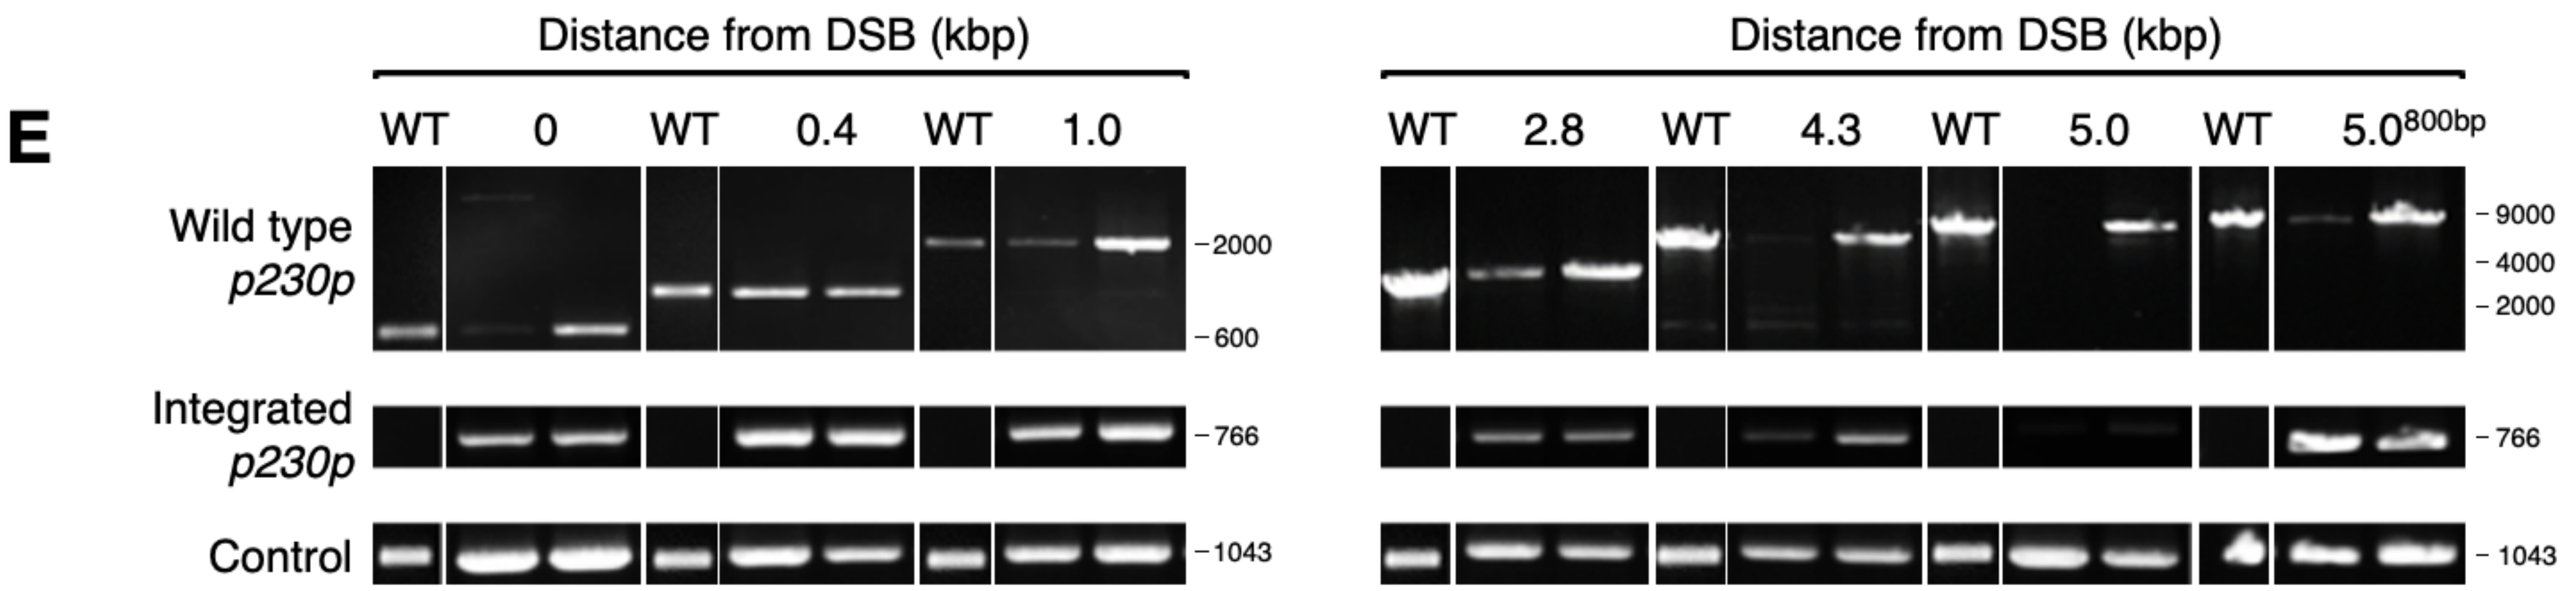 E
Distance from DSB (kbp) Distance from DSB (kbp)
WT 0 WT 0.4 WT 1.0 WT 2.8 WT 4.3 WT 5.0 WT 5.0800bp
Wild type
p230p
-2000
-600
- 9000
- 4000
- 2000
Integrated
p230p
-766
- 766
Control
-1043
- 1043